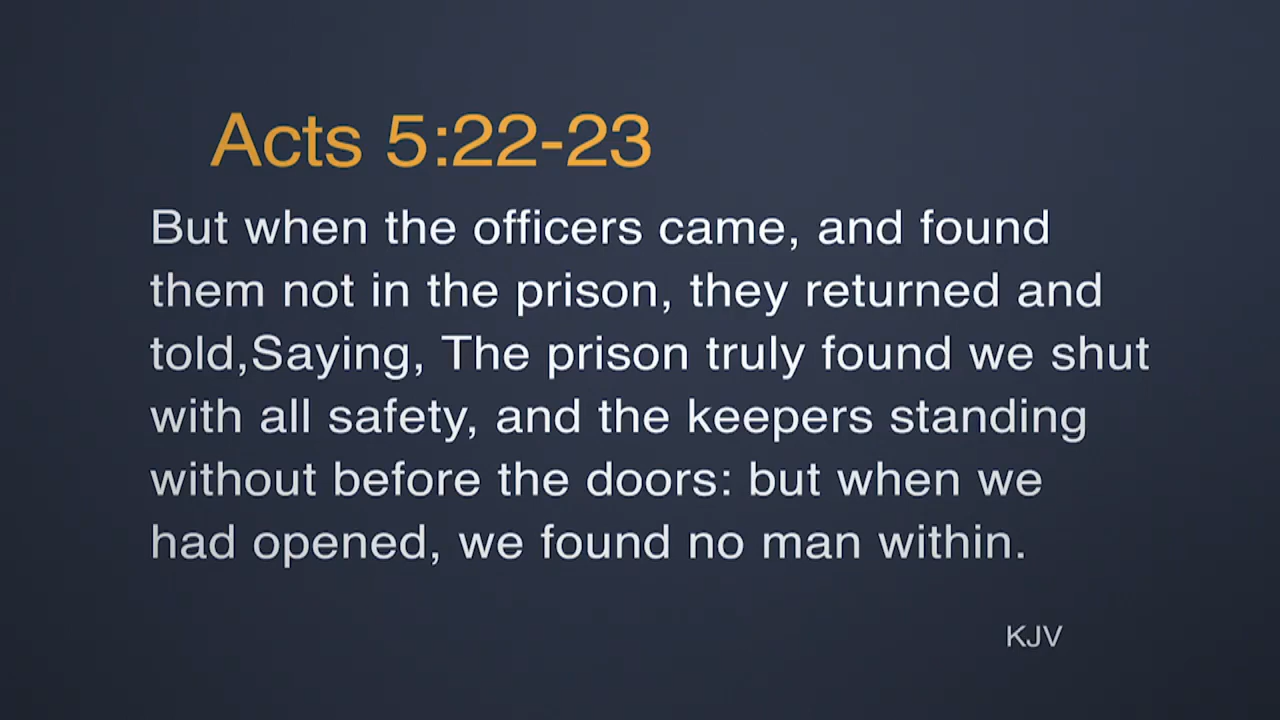 Acts 5:22-23
But when the officers came, and found
them not in the prison, they returned and
told,Saying, The prison truly found we shut
with all safety, and the keepers standing
without before the doors: but when we
had opened, we found no man within.
KJV